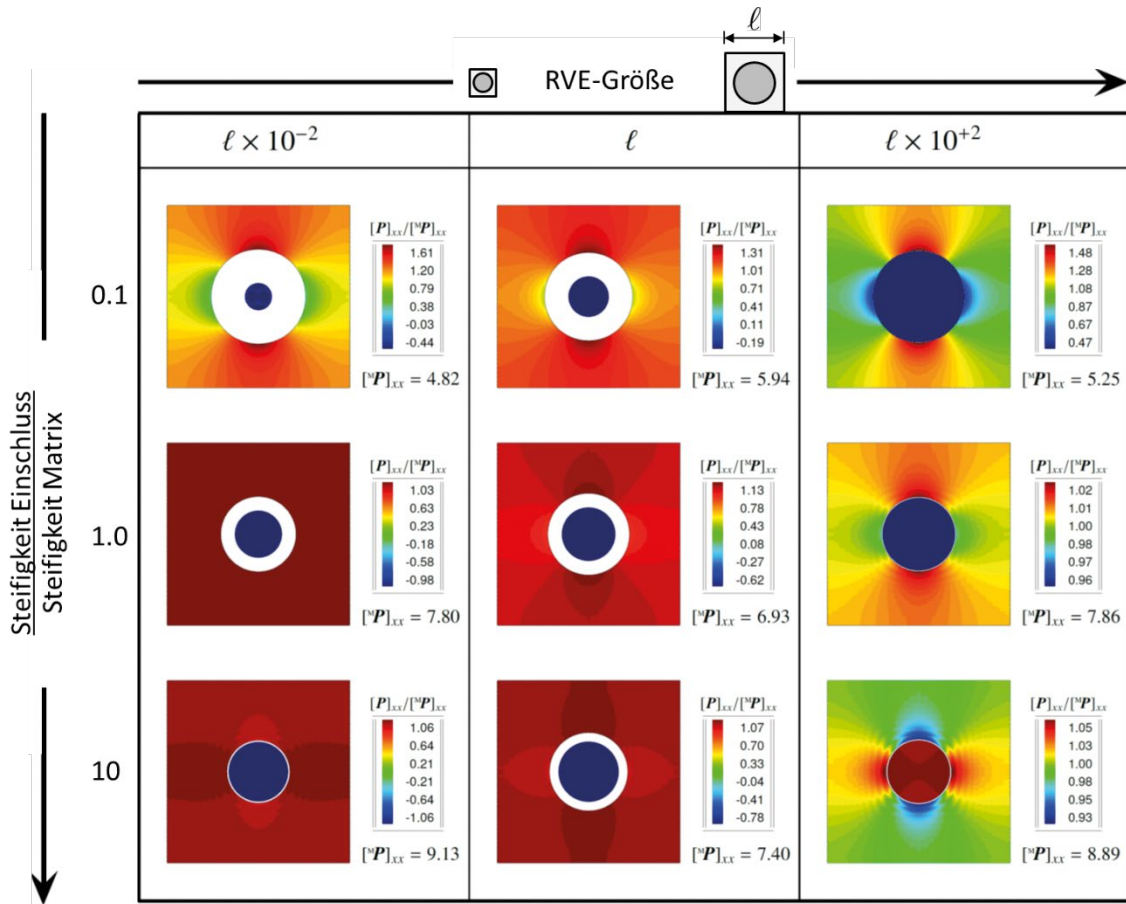 ℓ
RVE-Größe
ℓ × 10⁻²
ℓ
ℓ × 10⁺²
Steifigkeit Einschluss
Steifigkeit Matrix
0.1
[P]xx/[ᴹP]xx
1.61
1.20
0.79
0.38
-0.03
-0.44
[ᴹP]xx = 4.82
[P]xx/[ᴹP]xx
1.31
1.01
0.71
0.41
0.11
-0.19
[ᴹP]xx = 5.94
[P]xx/[ᴹP]xx
1.48
1.28
1.08
0.87
0.67
0.47
[ᴹP]xx = 5.25
1.0
[P]xx/[ᴹP]xx
1.03
0.63
0.23
-0.18
-0.58
-0.98
[ᴹP]xx = 7.80
[P]xx/[ᴹP]xx
1.13
0.78
0.43
0.08
-0.27
-0.62
[ᴹP]xx = 6.93
[P]xx/[ᴹP]xx
1.02
1.01
1.00
0.98
0.97
0.96
[ᴹP]xx = 7.86
10
[P]xx/[ᴹP]xx
1.06
0.64
0.21
-0.21
-0.64
-1.06
[ᴹP]xx = 9.13
[P]xx/[ᴹP]xx
1.07
0.70
0.33
-0.04
-0.41
-0.78
[ᴹP]xx = 7.40
[P]xx/[ᴹP]xx
1.05
1.03
1.00
0.98
0.95
0.93
[ᴹP]xx = 8.89